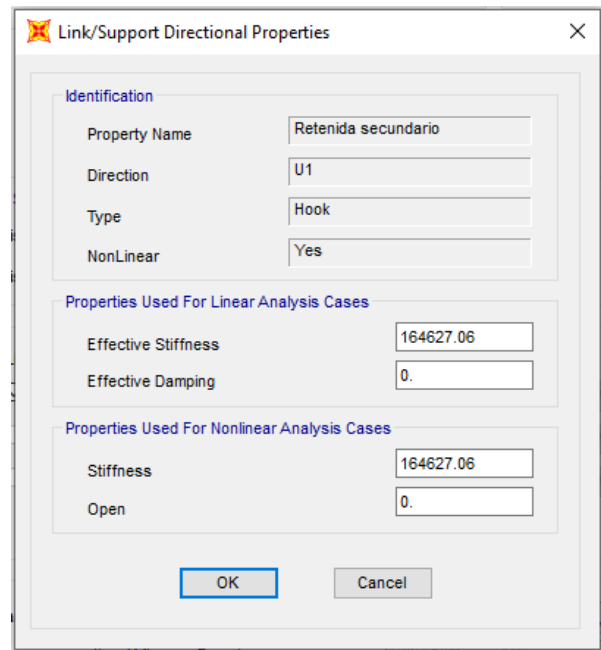 Link/Support Directional Properties
Identification
Property Name Retenida secundario
Direction U1
Type Hook
NonLinear Yes
Properties Used For Linear Analysis Cases
Effective Stiffness 164627.06
Effective Damping 0.
Properties Used For Nonlinear Analysis Cases
Stiffness 164627.06
Open 0.
OK Cancel